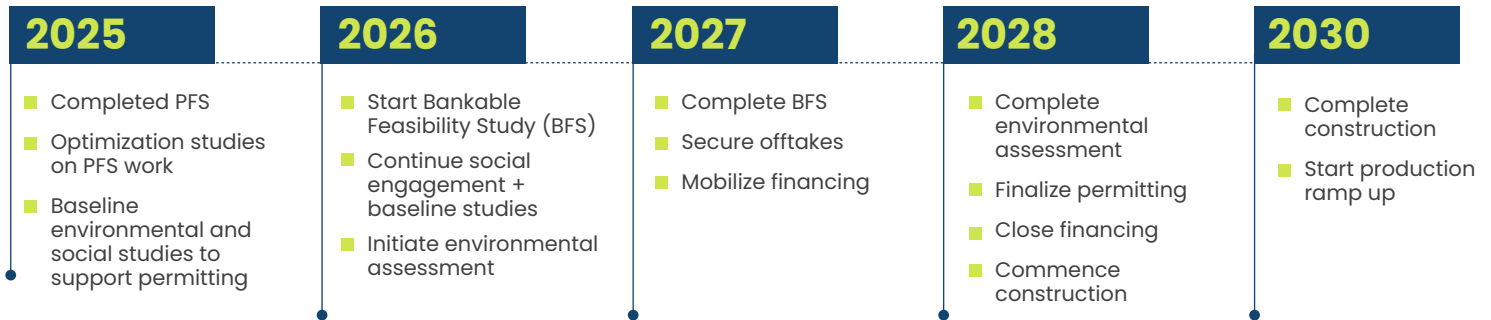 2025
Completed PFS
Optimization studies
on PFS work
Baseline
environmental and
social studies to
support permitting
2026
Start Bankable
Feasibility Study (BFS)
Continue social
engagement +
baseline studies
Initiate environmental
assessment
2027
Complete BFS
Secure offtakes
Mobilize financing
2028
Complete
environmental
assessment
Finalize permitting
Close financing
Commence
construction
2030
Complete
construction
Start production
ramp up